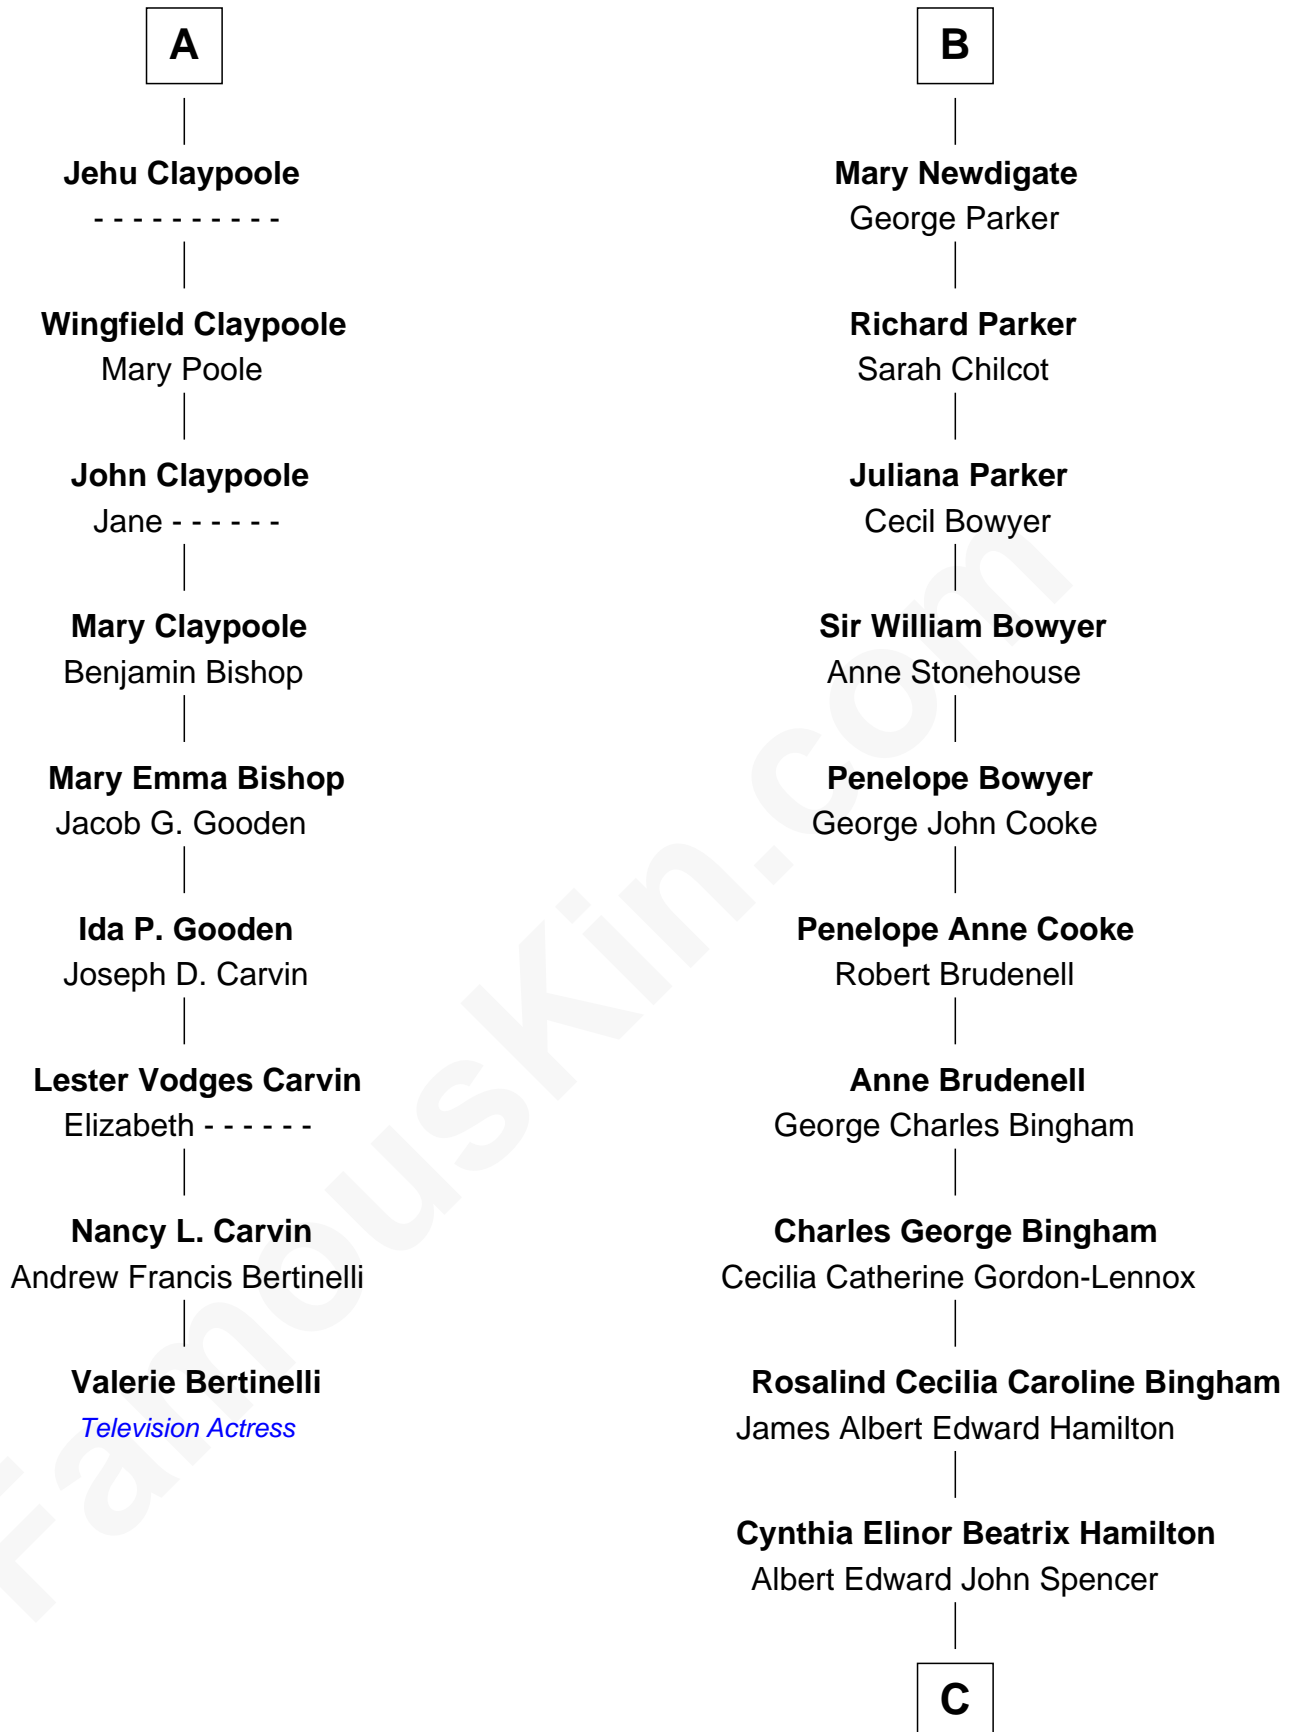 A
Jehu Claypoole
- - - - - - - - - -
Wingfield Claypoole
Mary Poole
John Claypoole
Jane - - - - - -
Mary Claypoole
Benjamin Bishop
Mary Emma Bishop
Jacob G. Gooden
Ida P. Gooden
Joseph D. Carvin
Lester Vodges Carvin
Elizabeth - - - - - -
Nancy L. Carvin
Andrew Francis Bertinelli
Valerie Bertinelli
Television Actress
B
Mary Newdigate
George Parker
Richard Parker
Sarah Chilcot
Juliana Parker
Cecil Bowyer
Sir William Bowyer
Anne Stonehouse
Penelope Bowyer
George John Cooke
Penelope Anne Cooke
Robert Brudenell
Anne Brudenell
George Charles Bingham
Charles George Bingham
Cecilia Catherine Gordon-Lennox
Rosalind Cecilia Caroline Bingham
James Albert Edward Hamilton
Cynthia Elinor Beatrix Hamilton
Albert Edward John Spencer
C
FamousKin.com